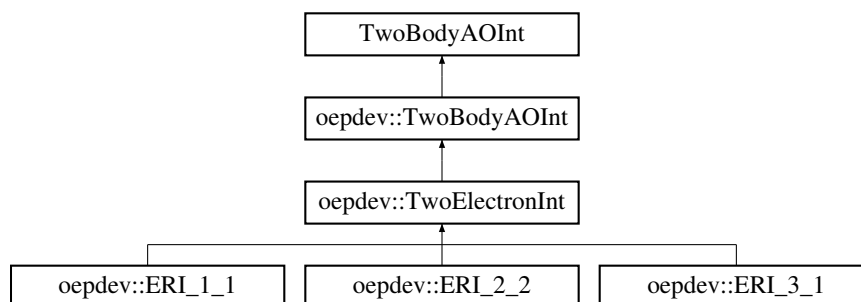 TwoBodyAOInt
oepdev::TwoBodyAOInt
oepdev::TwoElectronInt
oepdev::ERI_1_1 oepdev::ERI_2_2 oepdev::ERI_3_1